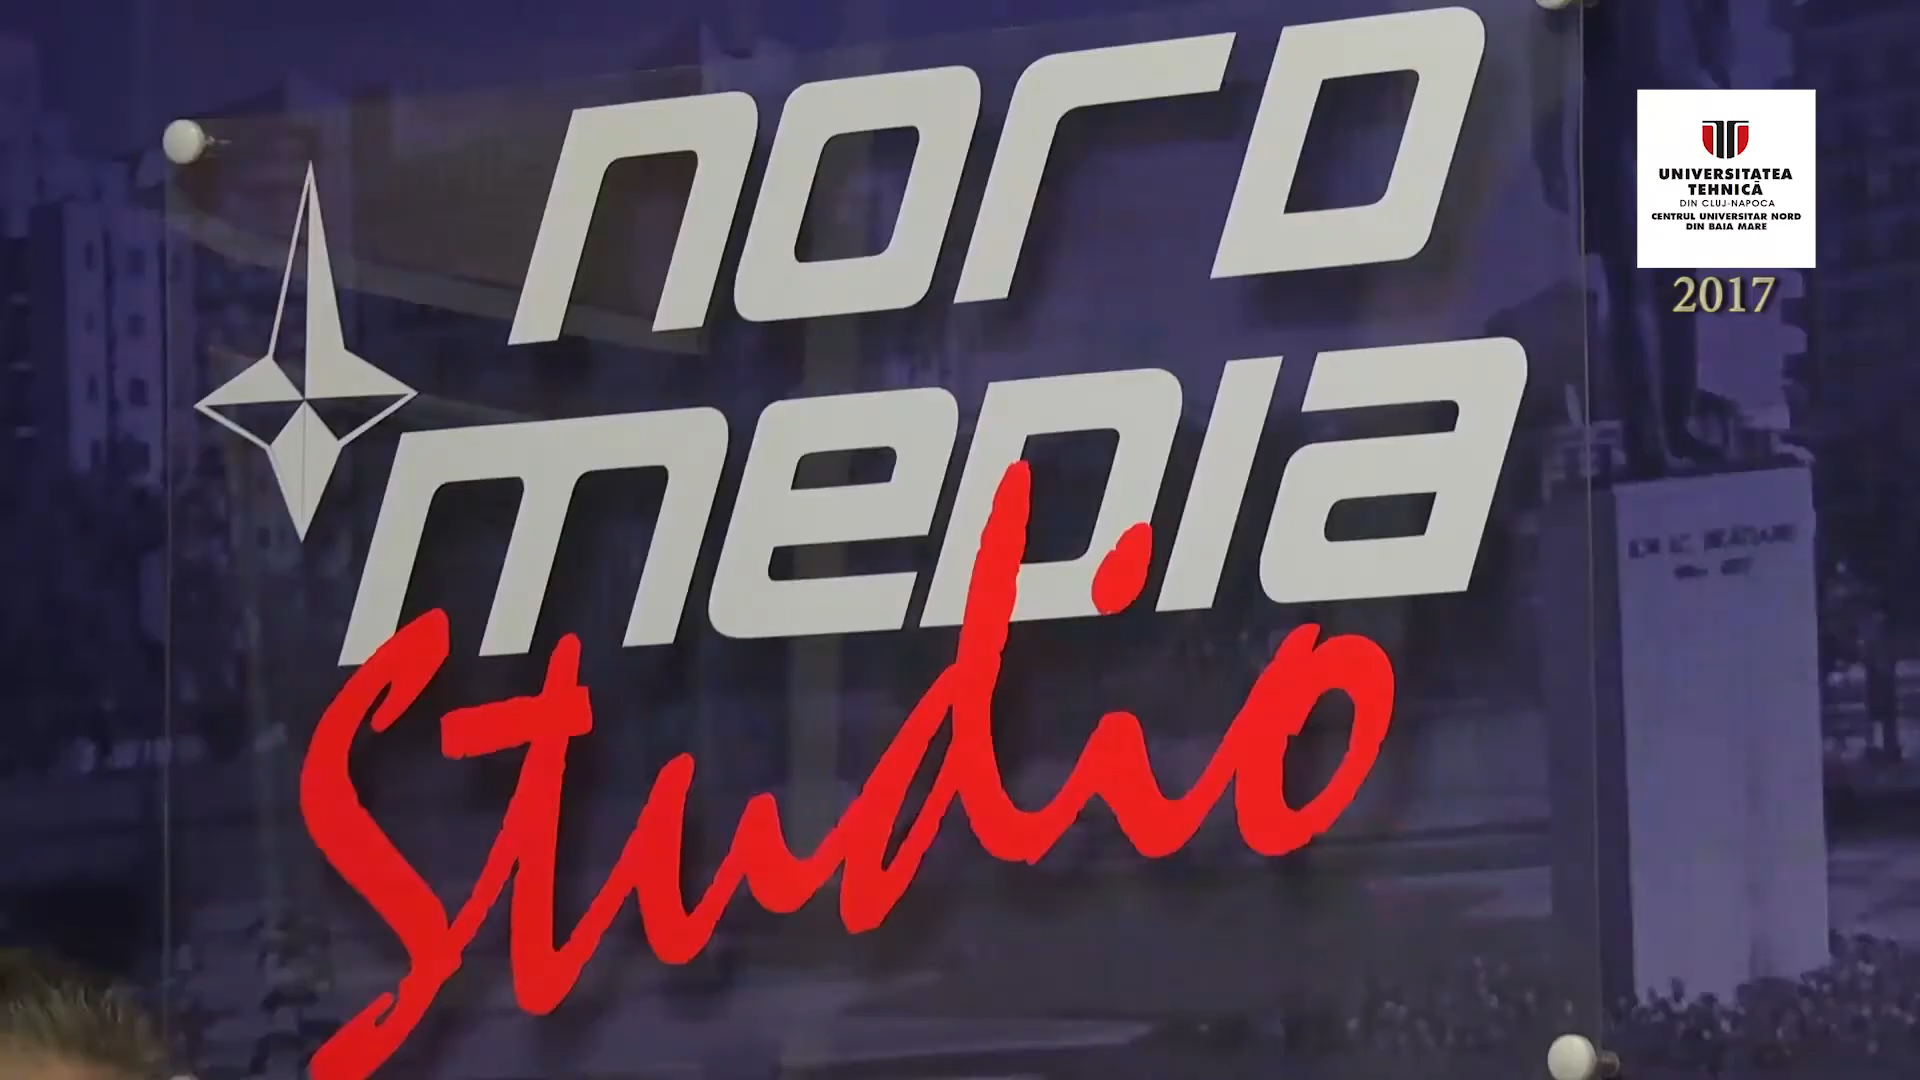 nord
media
Studio
UNIVERSITATEA
TEHNICĂ
DIN CLUJ-NAPOCA
CENTRUL UNIVERSITAR NORD
DIN BAIA MARE
2017